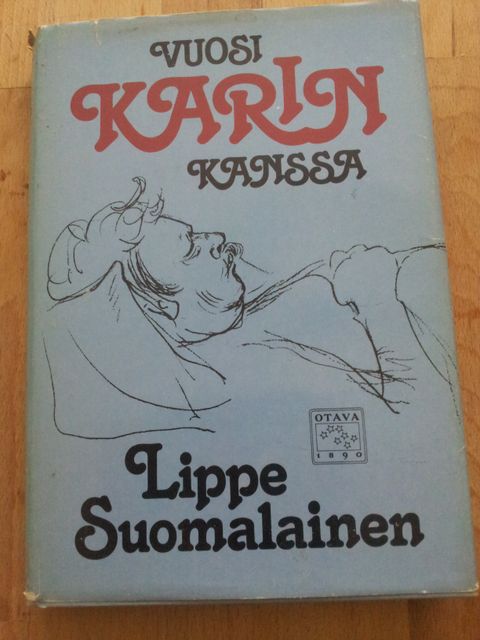 VUOSI
KARIN
KANSSA
OTAVA
1890
Lippe
Suomalainen